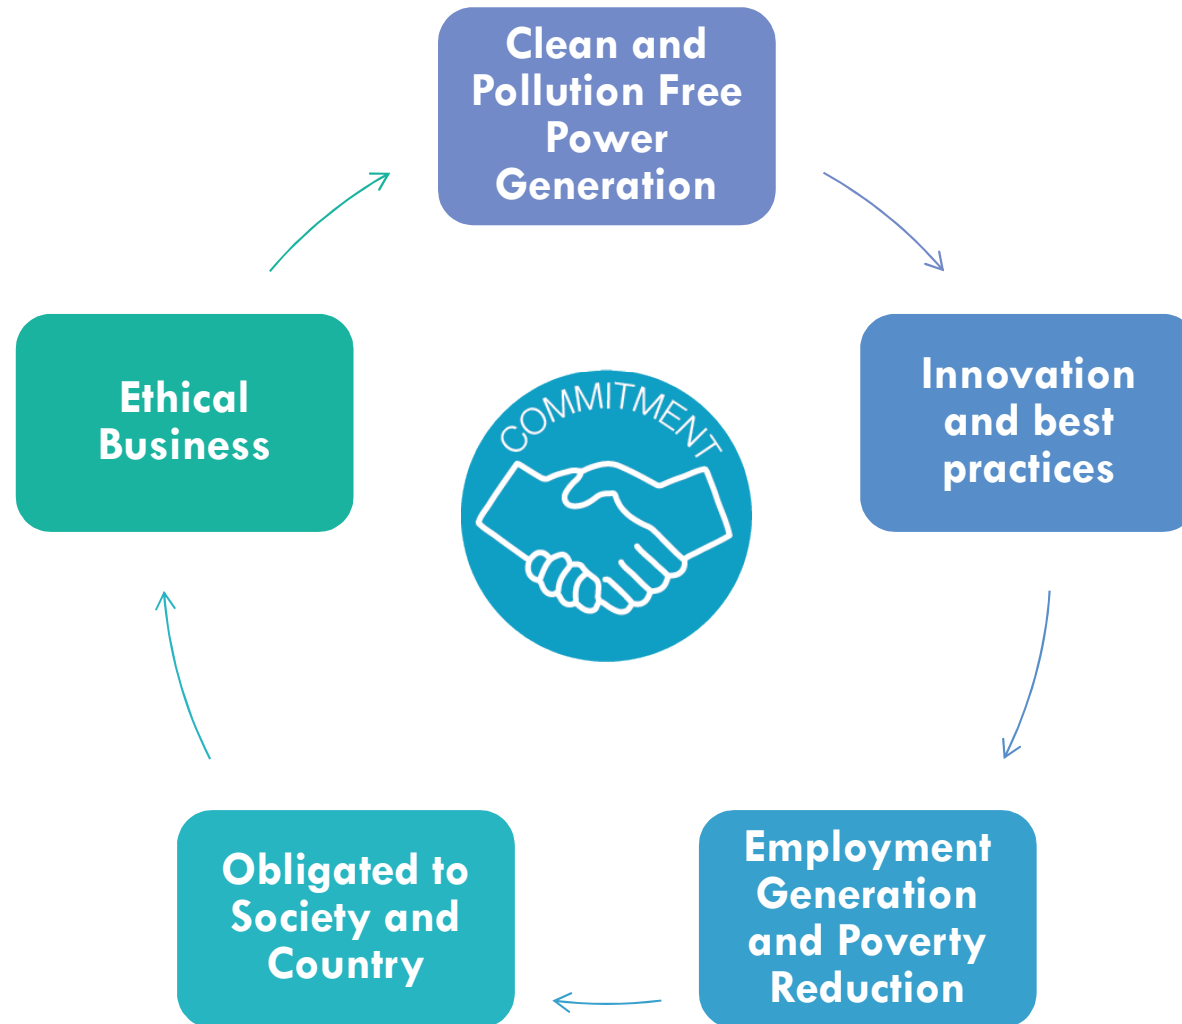 Clean and
Pollution Free
Power
Generation
Innovation
and best
practices
Employment
Generation
and Poverty
Reduction
Obligated to
Society and
Country
Ethical
Business
COMMITMENT